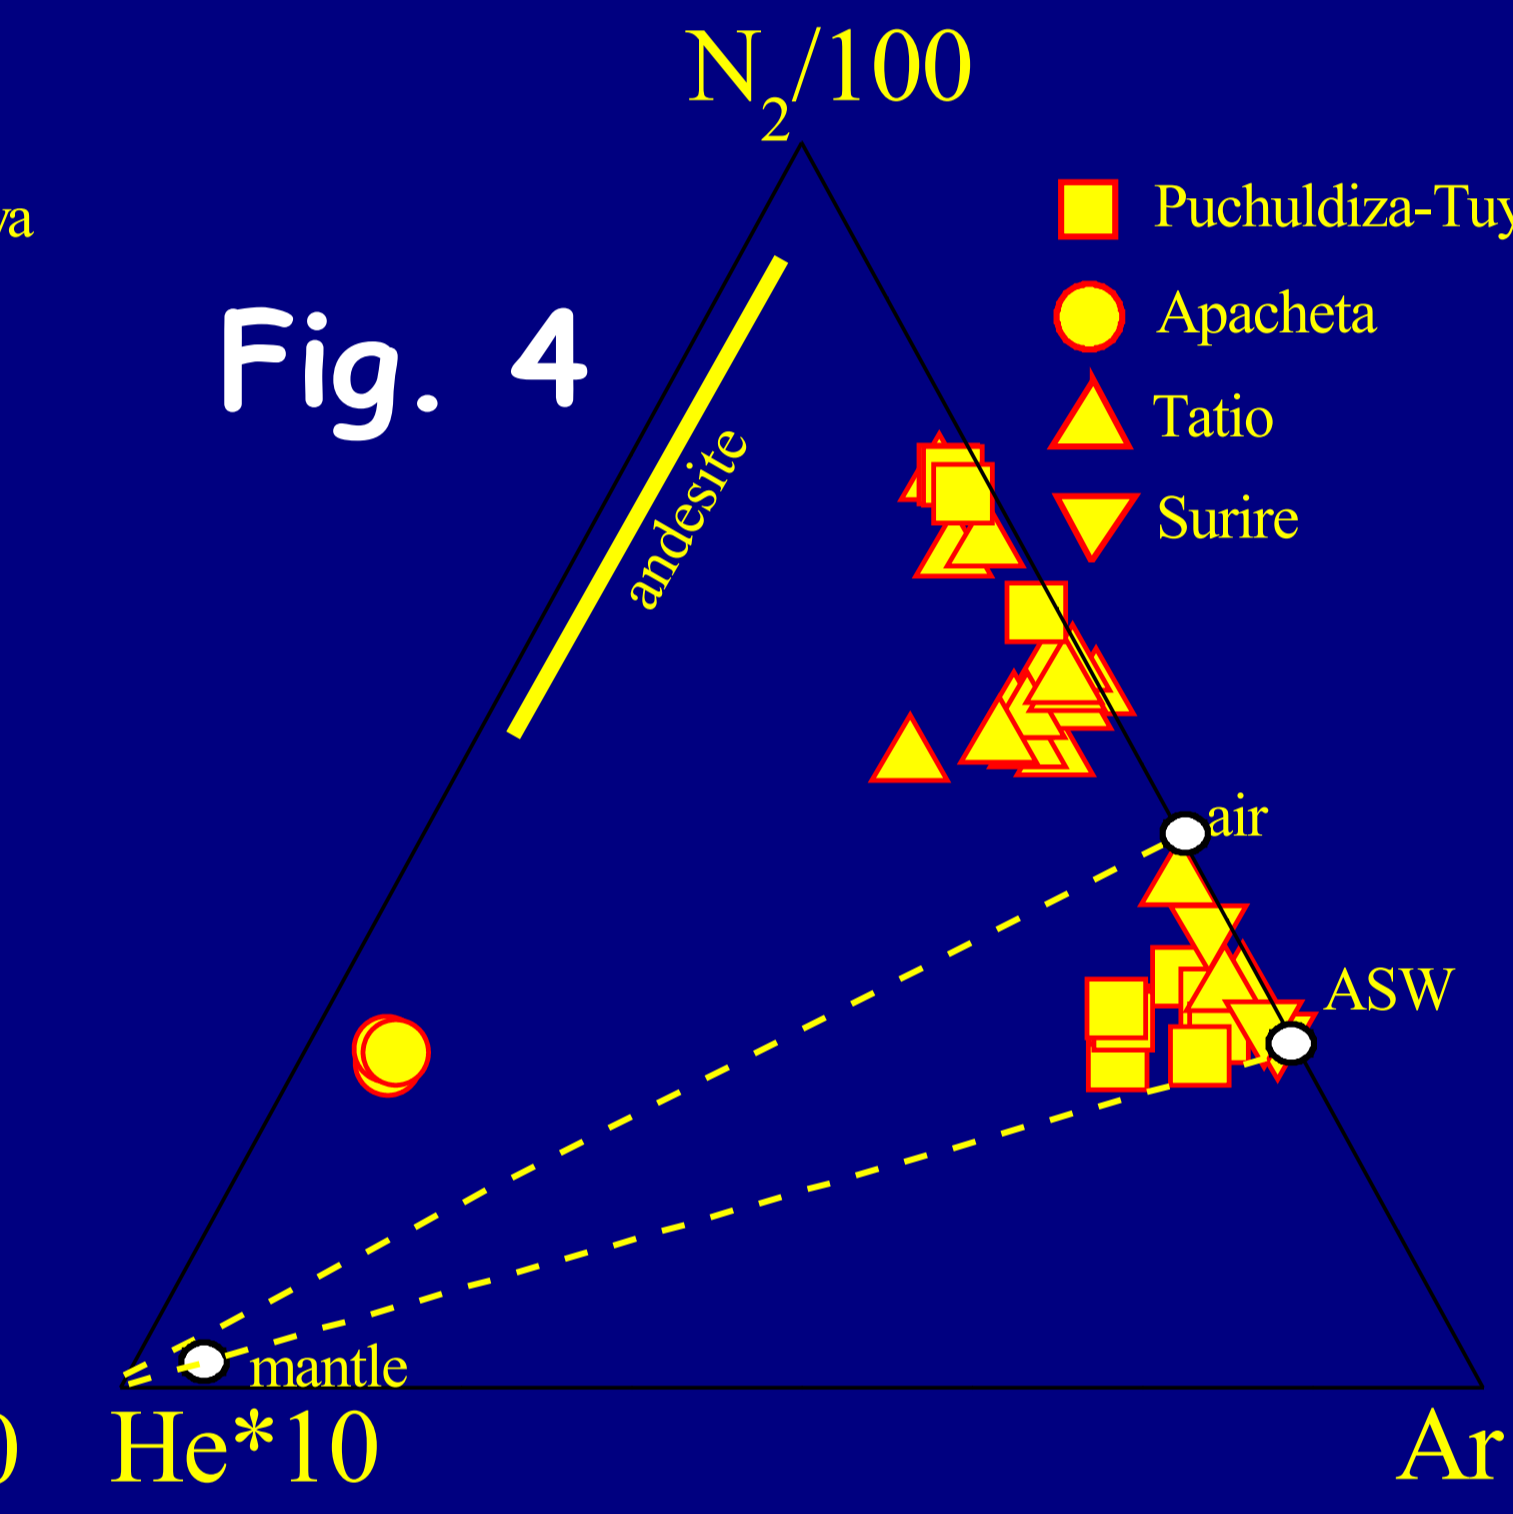 N2/100
Puchuldiza-Tuy
Fig. 4
Apacheta
Tatio
andesite
Surire
air
ASW
mantle
He*10
Ar